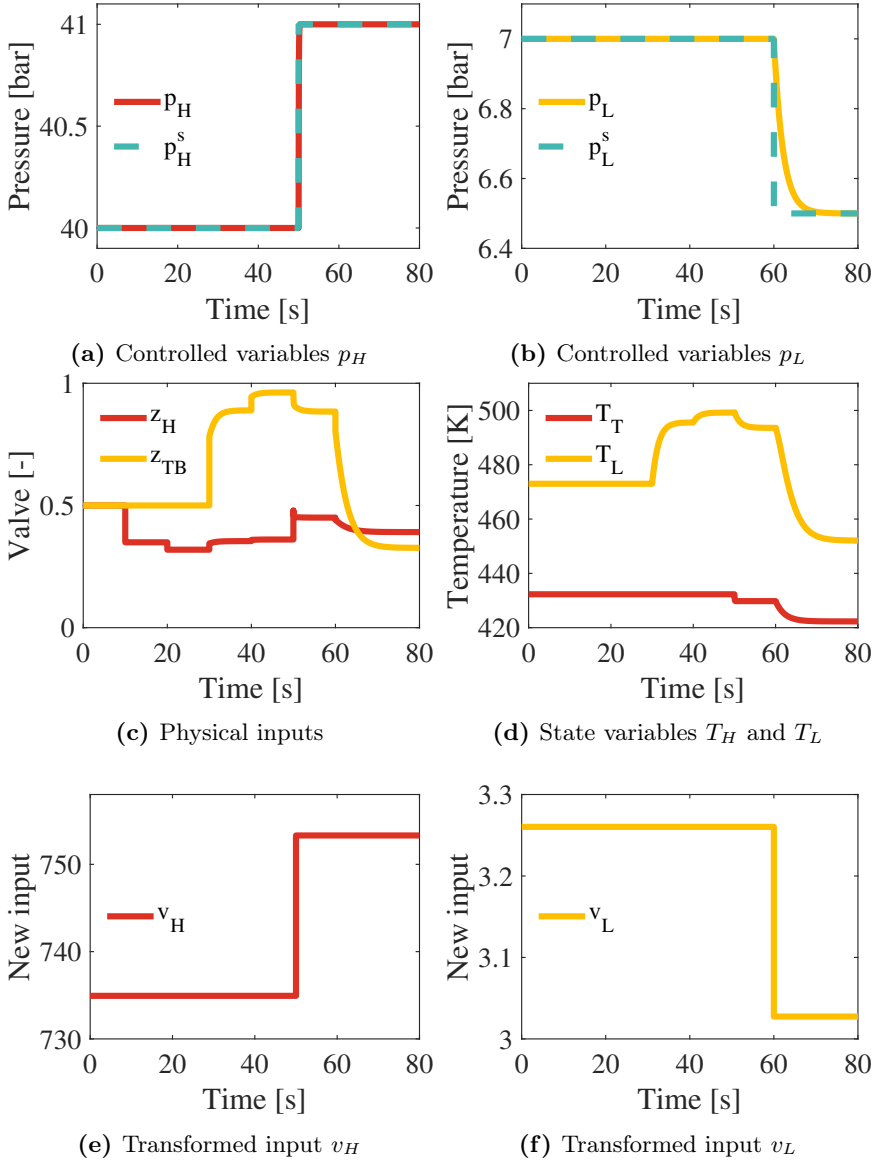 41
40.5
40
Pressure [bar]
p_H
p_H^s
0 20 40 60 80
Time [s]
(a) Controlled variables p_H
7
6.8
6.6
6.4
Pressure [bar]
p_L
p_L^s
0 20 40 60 80
Time [s]
(b) Controlled variables p_L
1
0.5
0
Valve [-]
z_H
z_TB
0 20 40 60 80
Time [s]
(c) Physical inputs
500
480
460
440
420
Temperature [K]
T_T
T_L
0 20 40 60 80
Time [s]
(d) State variables T_H and T_L
750
740
730
New input
v_H
0 20 40 60 80
Time [s]
(e) Transformed input v_H
3.3
3.2
3.1
3
New input
v_L
0 20 40 60 80
Time [s]
(f) Transformed input v_L